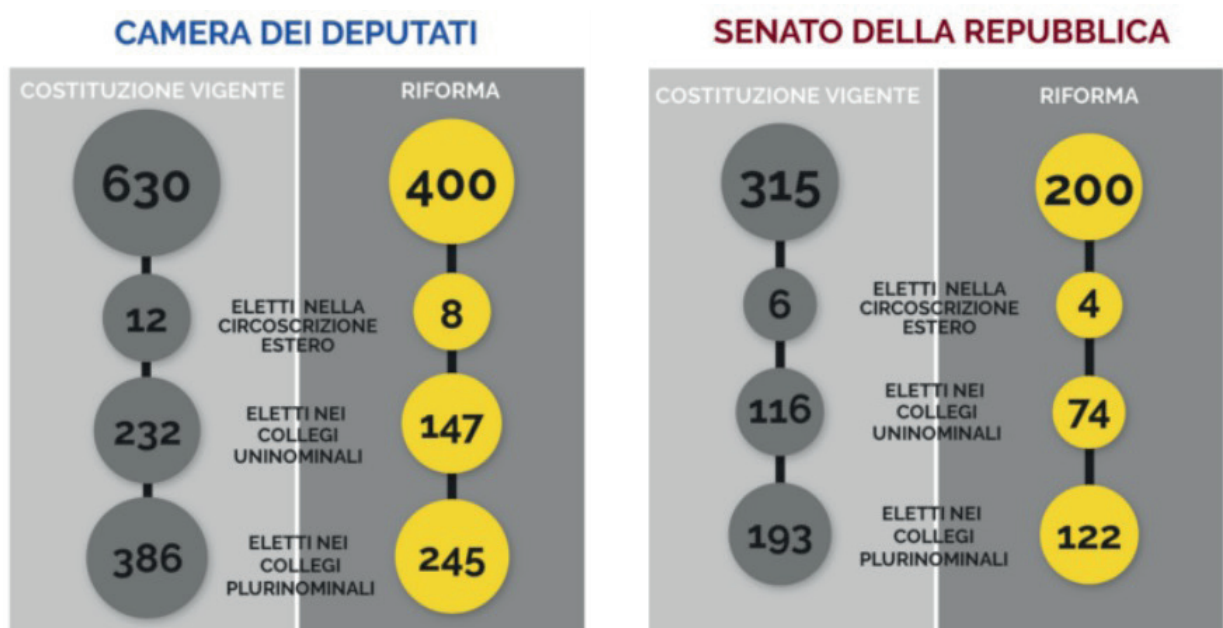 CAMERA DEI DEPUTATI
COSTITUZIONE VIGENTE
RIFORMA
630
400
12
ELETTI NELLA
CIRCOSCRIZIONE
ESTERO
8
232
ELETTI NEI
COLLEGI
UNINOMINALI
147
386
ELETTI NEI
COLLEGI
PLURINOMINALI
245
SENATO DELLA REPUBBLICA
COSTITUZIONE VIGENTE
RIFORMA
315
200
6
ELETTI NELLA
CIRCOSCRIZIONE
ESTERO
4
116
ELETTI NEI
COLLEGI
UNINOMINALI
74
193
ELETTI NEI
COLLEGI
PLURINOMINALI
122